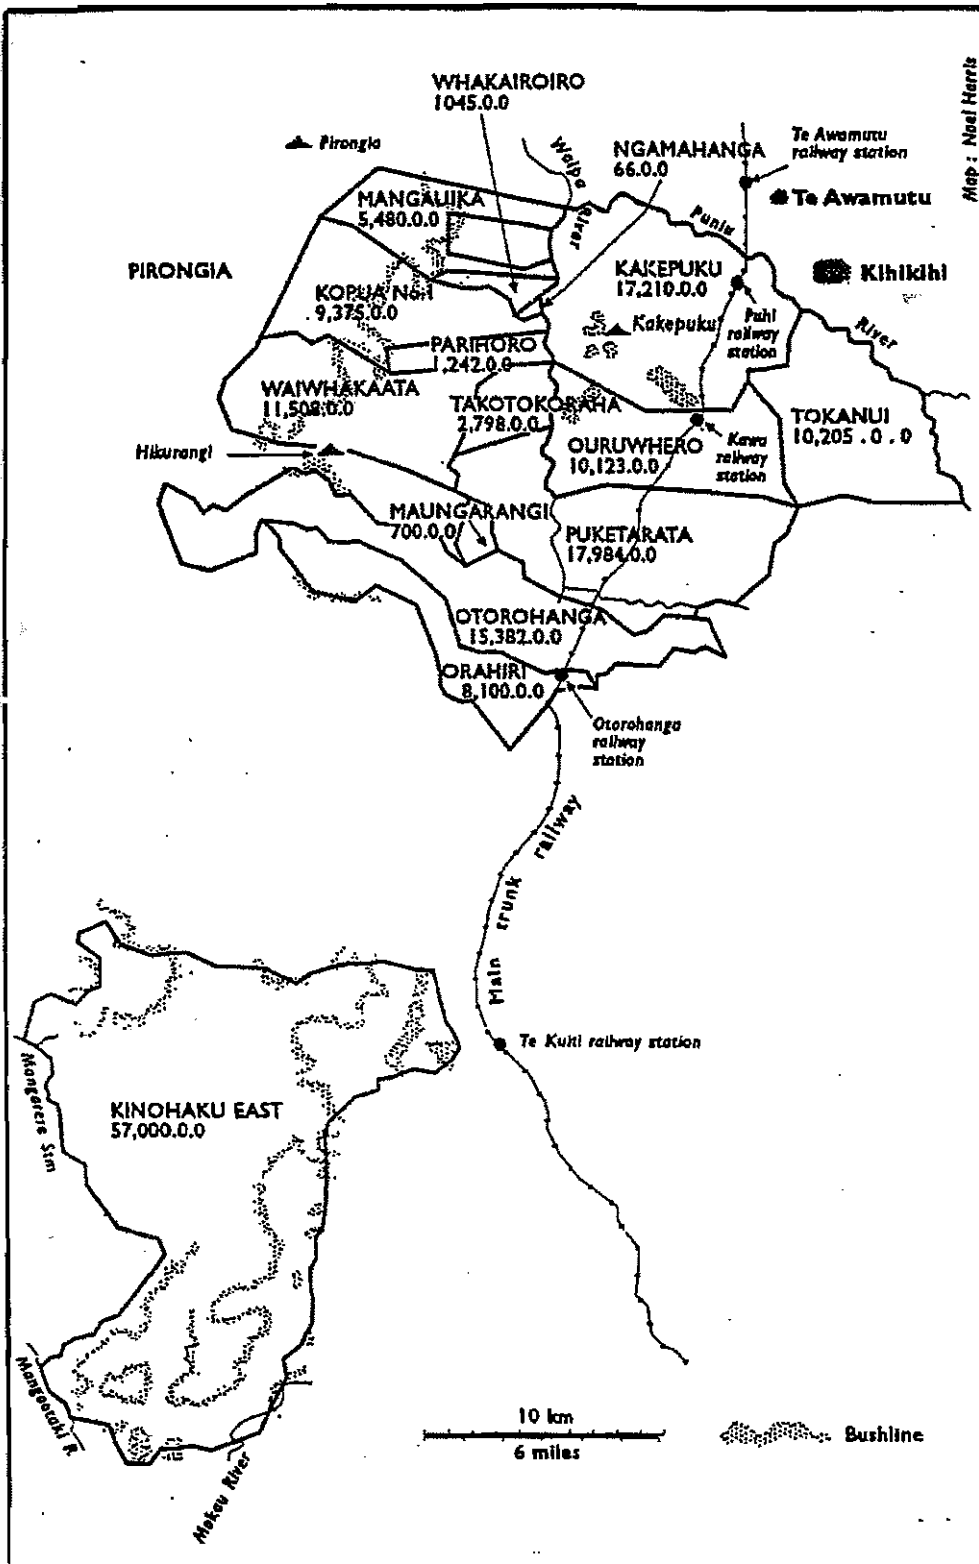 Map : Noel Harris
WHAKAIROIRO
1045.0.0
Pirongia
Waipa
River
NGAMAHANGA
66.0.0
Te Awamutu
railway station
Te Awamutu
MANGAUIKA
5,480.0.0
Puniu
River
PIRONGIA
KAKEPUKU
17,210.0.0
Kihikihi
KOPUA No.1
9,375.0.0
Kakepuku
Puhi
railway
station
PARIHORO
1,242.0.0
WAIWHAKAATA
11,508.0.0
TAKOTOKORAHA
2,798.0.0
TOKANUI
10,205 . 0 . 0
Hikurangi
OURUWHERO
10,123.0.0
Kawa
railway
station
MAUNGARANGI
700.0.0
PUKETARATA
17,984.0.0
OTOROHANGA
15,382.0.0
ORAHIRI
8,100.0.0
Otorohanga
railway
station
Main trunk railway
Te Kuiti railway station
Mangarere Stm
KINOHAKU EAST
57,000.0.0
Mangaotaki R.
Mokau River
10 km
6 miles
Bushline